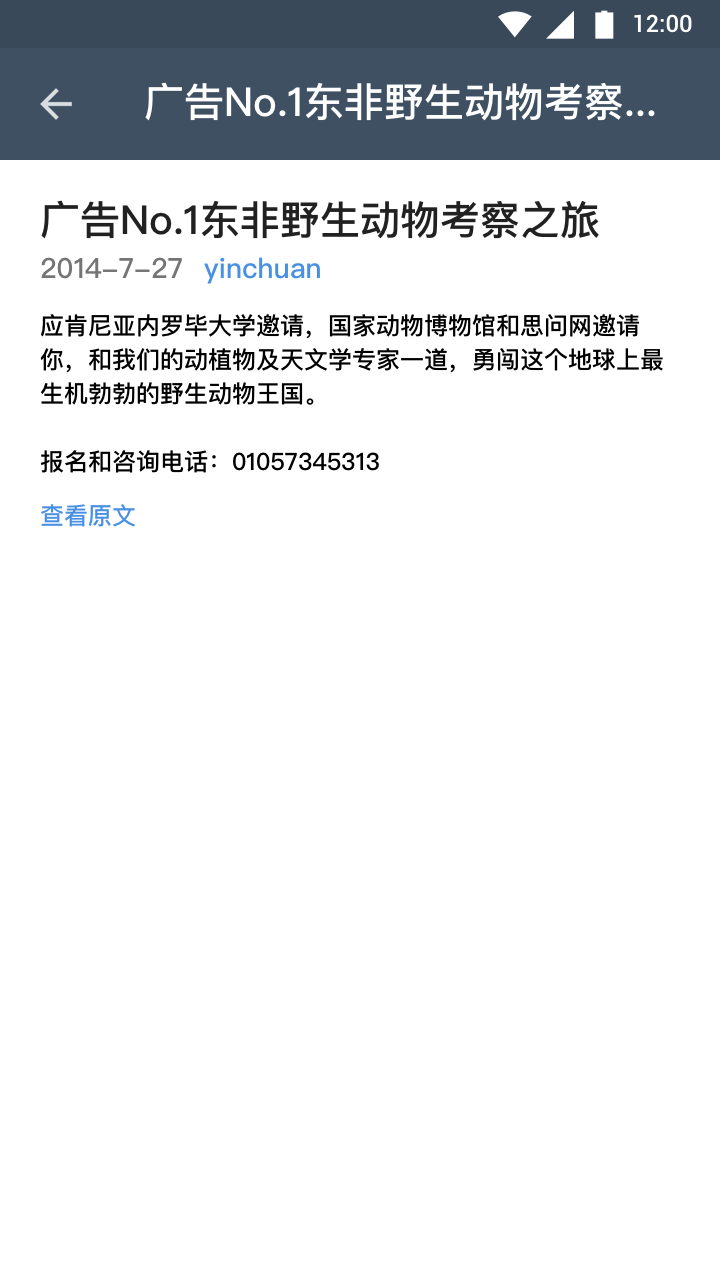 12:00
广告No.1东非野生动物考察...
广告No.1东非野生动物考察之旅
2014-7-27 yinchuan
应肯尼亚内罗毕大学邀请，国家动物博物馆和思问网邀请
你，和我们的动植物及天文学专家一道，勇闯这个地球上最
生机勃勃的野生动物王国。
报名和咨询电话：01057345313
查看原文